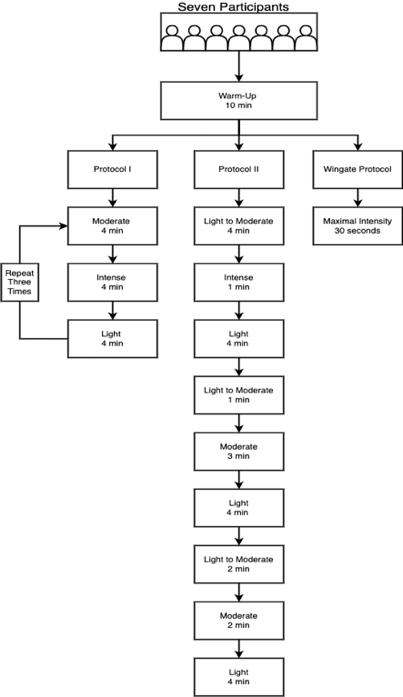 Seven Participants
Warm-Up
10 min
Protocol I
Protocol II
Wingate Protocol
Moderate
4 min
Light to Moderate
4 min
Maximal Intensity
30 seconds
Repeat
Three
Times
Intense
4 min
Intense
1 min
Light
4 min
Light
4 min
Light to Moderate
1 min
Moderate
3 min
Light
4 min
Light to Moderate
2 min
Moderate
2 min
Light
4 min